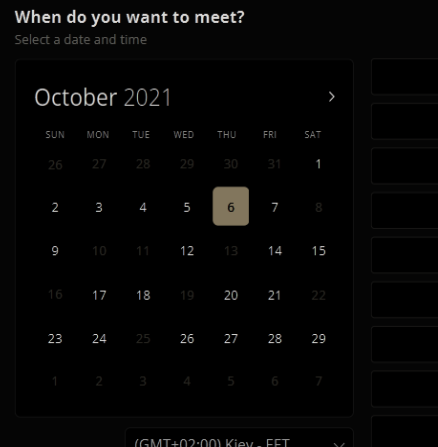 When do you want to meet?
Select a date and time
October 2021
SUN MON TUE WED THU FRI SAT
26 27 28 29 30 31 1
2 3 4 5 6 7 8
9 10 11 12 13 14 15
16 17 18 19 20 21 22
23 24 25 26 27 28 29
1 2 3 4 5 6 7
(GMT+02:00) Kiev - EET